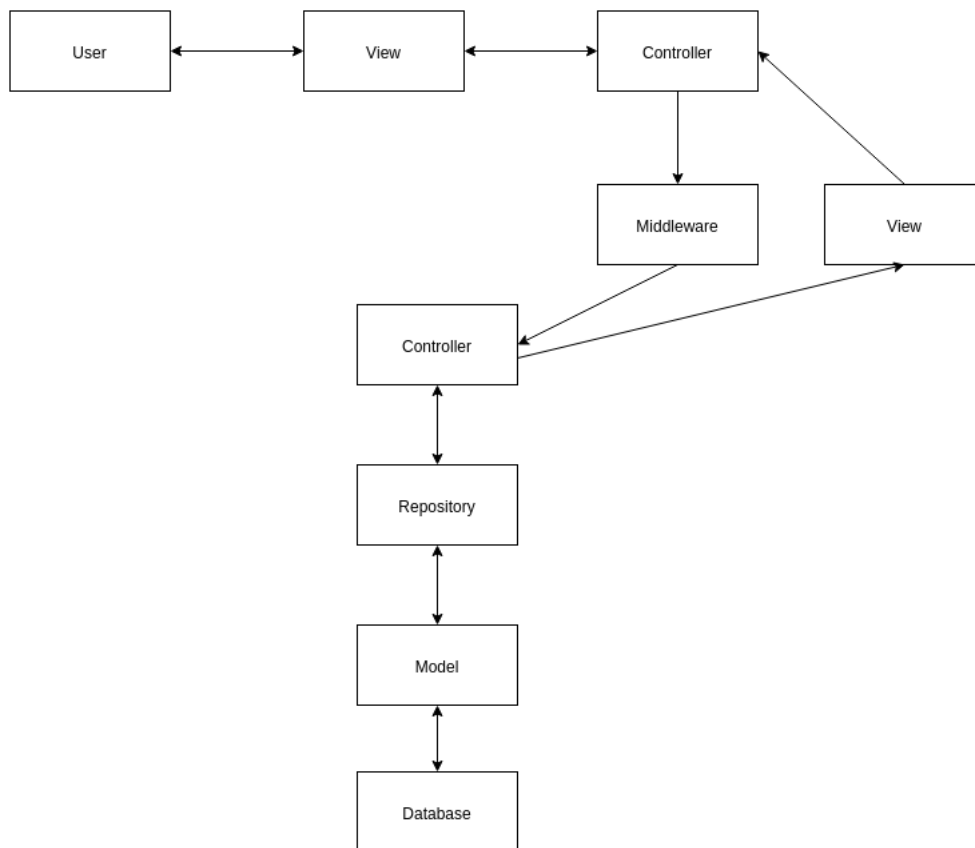 User
View
Controller
Middleware
View
Controller
Repository
Model
Database